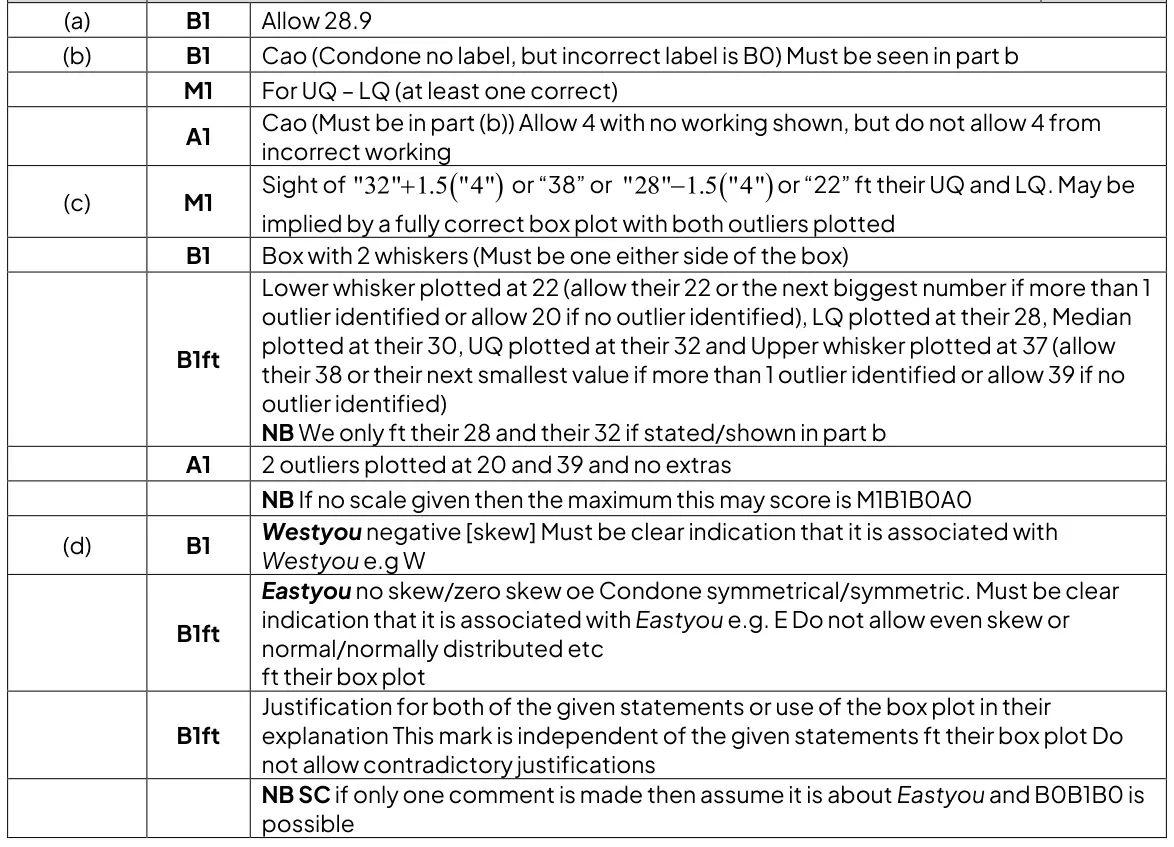 (a) B1 Allow 28.9
(b) B1 Cao (Condone no label, but incorrect label is B0) Must be seen in part b
M1 For UQ – LQ (at least one correct)
A1 Cao (Must be in part (b)) Allow 4 with no working shown, but do not allow 4 from
incorrect working
(c) M1 Sight of "32"+1.5("4") or “38” or "28"−1.5("4") or “22” ft their UQ and LQ. May be
implied by a fully correct box plot with both outliers plotted
B1 Box with 2 whiskers (Must be one either side of the box)
B1ft Lower whisker plotted at 22 (allow their 22 or the next biggest number if more than 1
outlier identified or allow 20 if no outlier identified), LQ plotted at their 28, Median
plotted at their 30, UQ plotted at their 32 and Upper whisker plotted at 37 (allow
their 38 or their next smallest value if more than 1 outlier identified or allow 39 if no
outlier identified)
NB We only ft their 28 and their 32 if stated/shown in part b
A1 2 outliers plotted at 20 and 39 and no extras
NB If no scale given then the maximum this may score is M1B1B0A0
(d) B1 Westyou negative [skew] Must be clear indication that it is associated with
Westyou e.g W
B1ft Eastyou no skew/zero skew oe Condone symmetrical/symmetric. Must be clear
indication that it is associated with Eastyou e.g. E Do not allow even skew or
normal/normally distributed etc
ft their box plot
B1ft Justification for both of the given statements or use of the box plot in their
explanation This mark is independent of the given statements ft their box plot Do
not allow contradictory justifications
NB SC if only one comment is made then assume it is about Eastyou and B0B1B0 is
possible